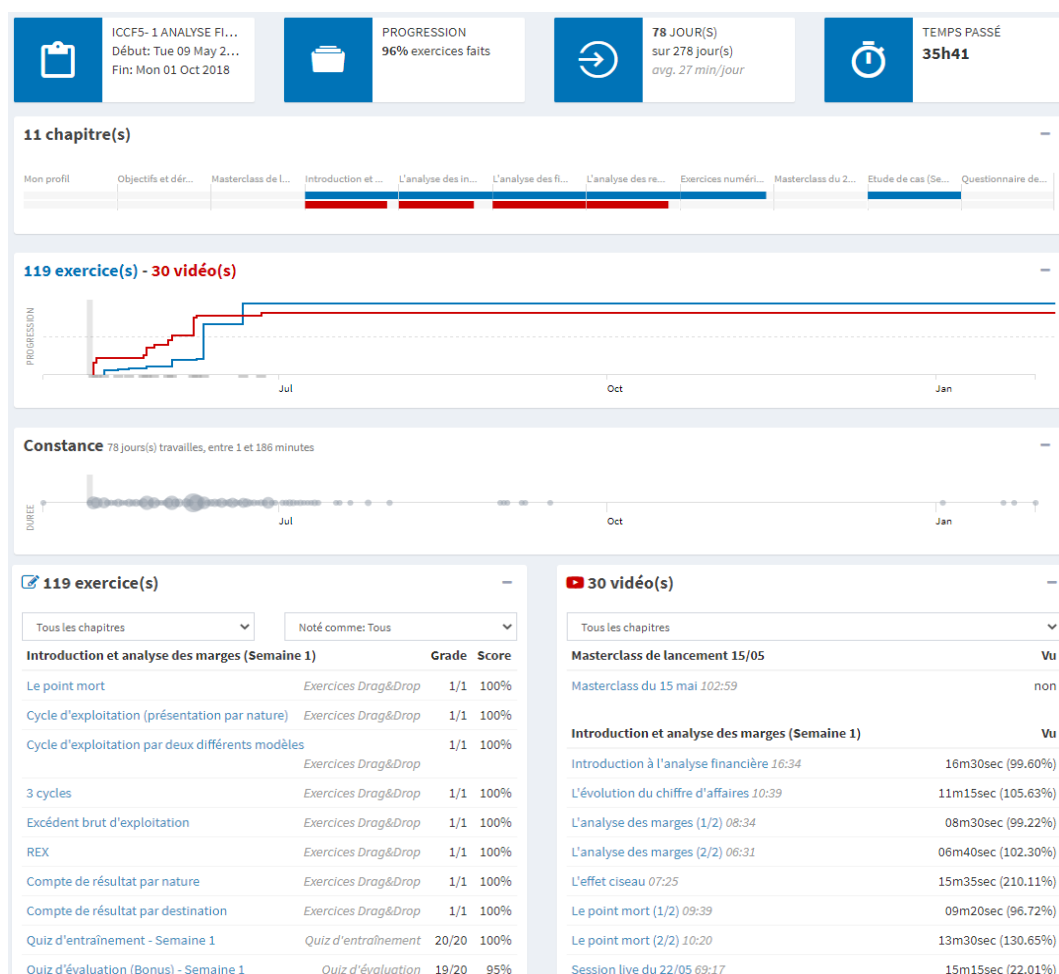 ICCF5- 1 ANALYSE FI...
Début: Tue 09 May 2...
Fin: Mon 01 Oct 2018
PROGRESSION
96% exercices faits
78 JOUR(S)
sur 278 jour(s)
avg. 27 min/jour
TEMPS PASSÉ
35h41
11 chapitre(s)
Mon profil Objectifs et dér... Masterclass de l... Introduction et ... L'analyse des in... L'analyse des fi... L'analyse des re... Exercices numéri... Masterclass du 2... Etude de cas (Se... Questionnaire de...
119 exercice(s) - 30 vidéo(s)
PROGRESSION
Jul Oct Jan
Constance 78 jours(s) travailles, entre 1 et 186 minutes
DUREE
Jul Oct Jan
119 exercice(s)
Tous les chapitres Noté comme: Tous
Introduction et analyse des marges (Semaine 1) Grade Score
Le point mort Exercices Drag&Drop 1/1 100%
Cycle d'exploitation (présentation par nature) Exercices Drag&Drop 1/1 100%
Cycle d'exploitation par deux différents modèles 1/1 100%
Exercices Drag&Drop
3 cycles Exercices Drag&Drop 1/1 100%
Excédent brut d'exploitation Exercices Drag&Drop 1/1 100%
REX Exercices Drag&Drop 1/1 100%
Compte de résultat par nature Exercices Drag&Drop 1/1 100%
Compte de résultat par destination Exercices Drag&Drop 1/1 100%
Quiz d'entraînement - Semaine 1 Quiz d'entraînement 20/20 100%
Quiz d'évaluation (Bonus) - Semaine 1 Quiz d'évaluation 19/20 95%
30 vidéo(s)
Tous les chapitres
Masterclass de lancement 15/05 Vu
Masterclass du 15 mai 102:59 non
Introduction et analyse des marges (Semaine 1) Vu
Introduction à l'analyse financière 16:34 16m30sec (99.60%)
L'évolution du chiffre d'affaires 10:39 11m15sec (105.63%)
L'analyse des marges (1/2) 08:34 08m30sec (99.22%)
L'analyse des marges (2/2) 06:31 06m40sec (102.30%)
L'effet ciseau 07:25 15m35sec (210.11%)
Le point mort (1/2) 09:39 09m20sec (96.72%)
Le point mort (2/2) 10:20 13m30sec (130.65%)
Session live du 22/05 69:17 15m15sec (22.01%)